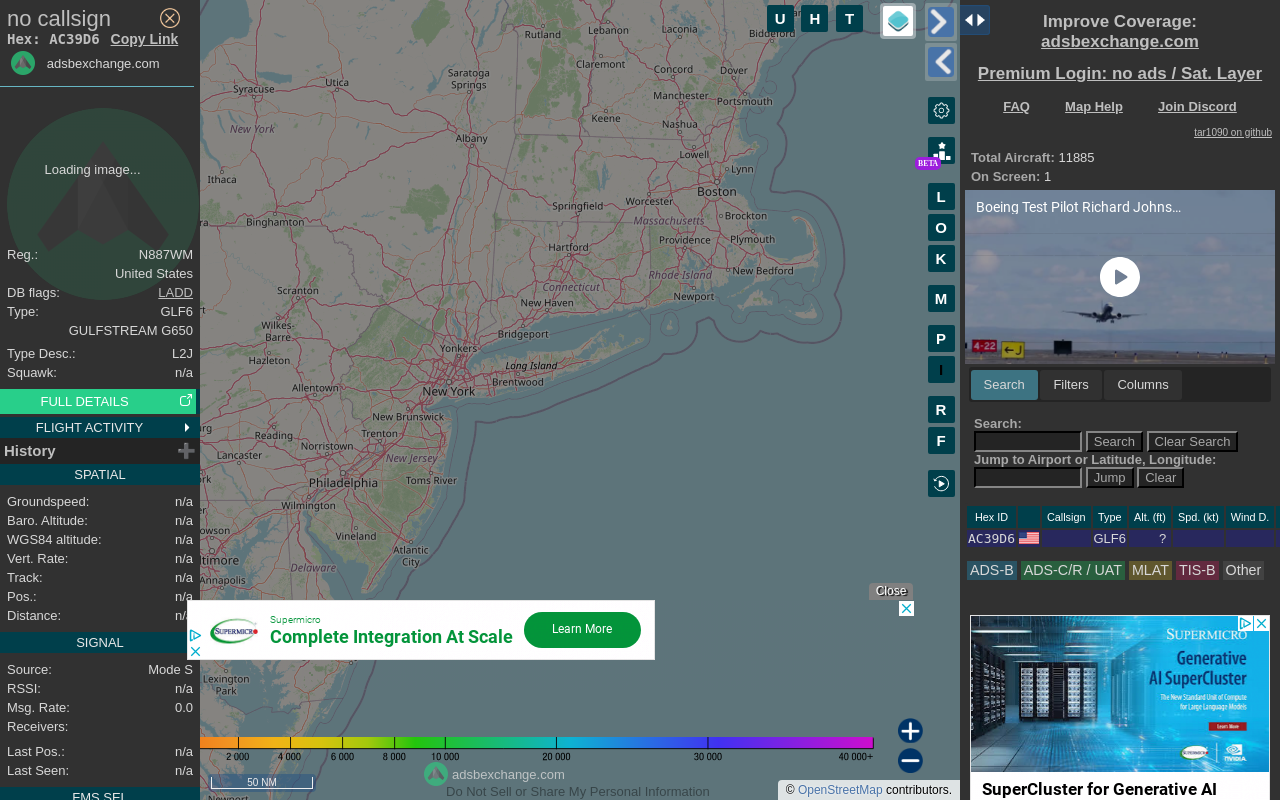 no callsign
Hex: AC39D6 Copy Link
adsbexchange.com
Loading image...
Reg.: N887WM
United States
DB flags: LADD
Type: GLF6
GULFSTREAM G650
Type Desc.: L2J
Squawk: n/a
FULL DETAILS
FLIGHT ACTIVITY
History
SPATIAL
Groundspeed: n/a
Baro. Altitude: n/a
WGS84 altitude: n/a
Vert. Rate: n/a
Track: n/a
Pos.: n/a
Distance: n/a
SIGNAL
Source: Mode S
RSSI: n/a
Msg. Rate: 0.0
Receivers:
Last Pos.: n/a
Last Seen: n/a
FMS SEL
U H T
Rutland
Lebanon
Laconia
Biddeford
Claremont
Concord
Dover
Utica
Saratoga
Springs
Syracuse
Manchester
Portsmouth
Keene
Nashua
New York
Albany
Lowell
Lynn
Ithaca
Boston
Worcester
Springfield
Massachusetts
Brockton
Binghamton
Providence
Plymouth
Hartford
New Bedford
Rhode Island
Connecticut
Newport
Scranton
New Haven
Wilkes-
Barre
Bridgeport
Yonkers
Hazleton
Long Island
Brentwood
Allentown
New York
New Brunswick
Reading
Trenton
Norristown
Lancaster
New Jersey
Toms River
Philadelphia
Wilmington
Vineland
Atlantic
City
Annapolis
Delaware
Lexington
Park
Newport
BETA
L
O
K
M
P
I
R
F
Close
Supermicro
Complete Integration At Scale
Learn More
SUPERMICRO
2 000 4 000 6 000 8 000 10 000 20 000 30 000 40 000+
adsbexchange.com
50 NM
Do Not Sell or Share My Personal Information
© OpenStreetMap contributors.
Improve Coverage:
adsbexchange.com
Premium Login: no ads / Sat. Layer
FAQ Map Help Join Discord
tar1090 on github
Total Aircraft: 11885
On Screen: 1
Boeing Test Pilot Richard Johns...
4-22
J
Search Filters Columns
Search:
Search Clear Search
Jump to Airport or Latitude, Longitude:
Jump Clear
Hex ID Callsign Type Alt. (ft) Spd. (kt) Wind D.
AC39D6 GLF6 ?
ADS-B ADS-C/R / UAT MLAT TIS-B Other
SUPERMICRO
Generative
AI SuperCluster
The New Standard Unit of Compute
for Large Language Models
Learn More
SUPERMICRO NVIDIA
SuperCluster for Generative AI